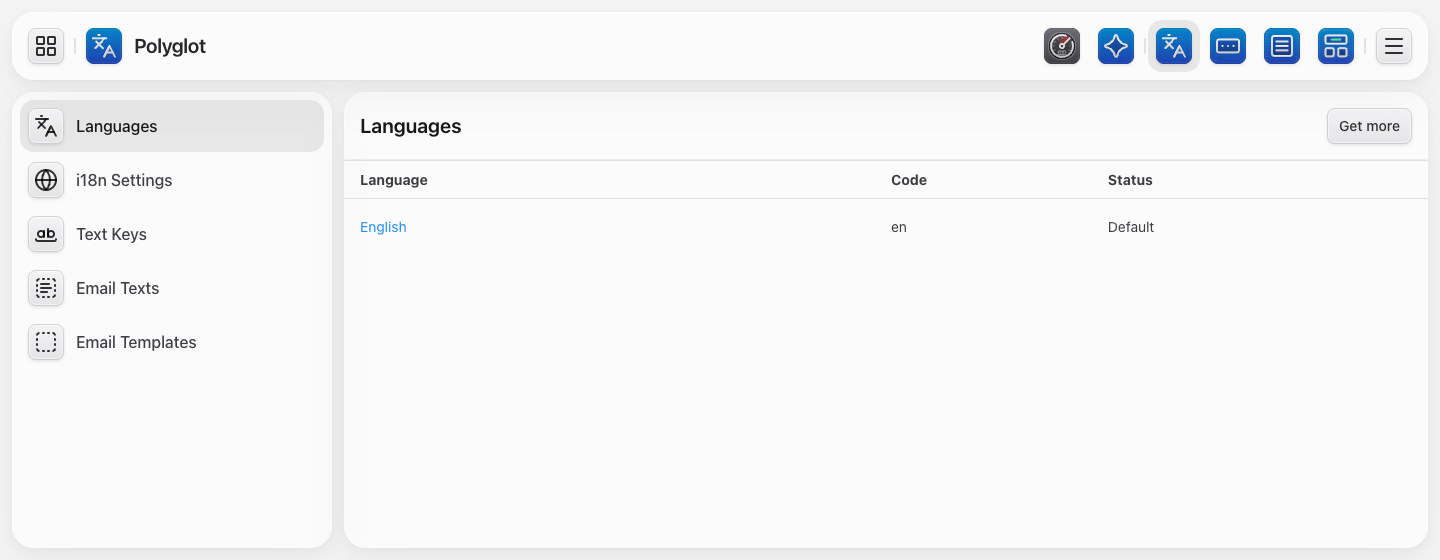 Polyglot
Languages
i18n Settings
Text Keys
Email Texts
Email Templates
Languages
Get more
Language Code Status
English en Default